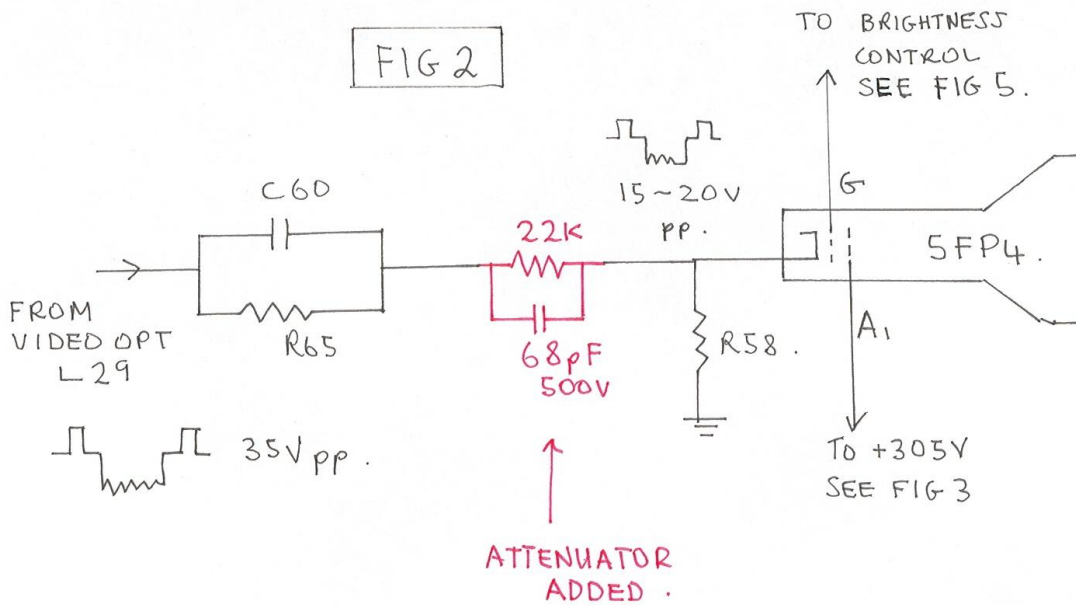 FIG 2
TO BRIGHTNESS
CONTROL
SEE FIG 5.
C60
R65
FROM
VIDEO OPT
L29
35V pp.
22K
68pF
500V
ATTENUATOR
ADDED.
15~20V
pp.
R58.
G
5FP4.
A1
TO +305V
SEE FIG 3